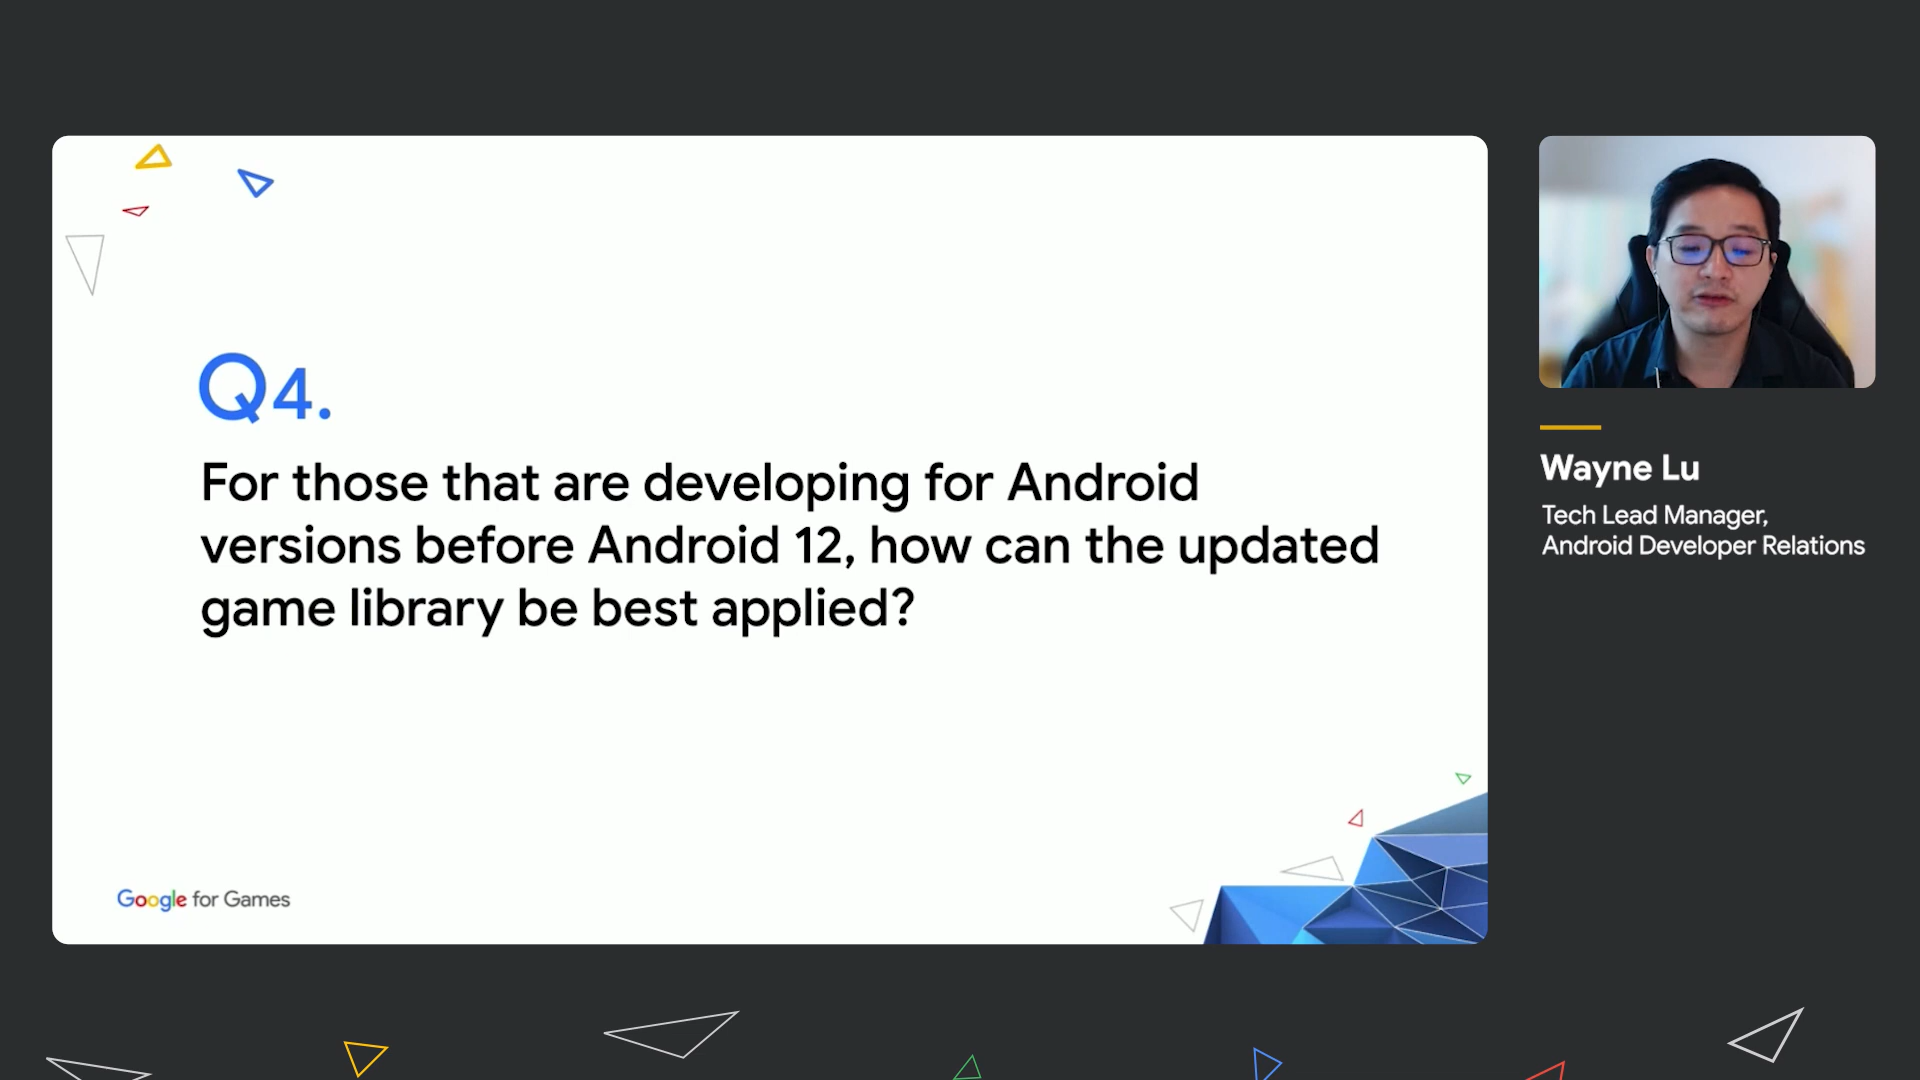 Q4.
For those that are developing for Android
versions before Android 12, how can the updated
game library be best applied?
Google for Games
Wayne Lu
Tech Lead Manager,
Android Developer Relations